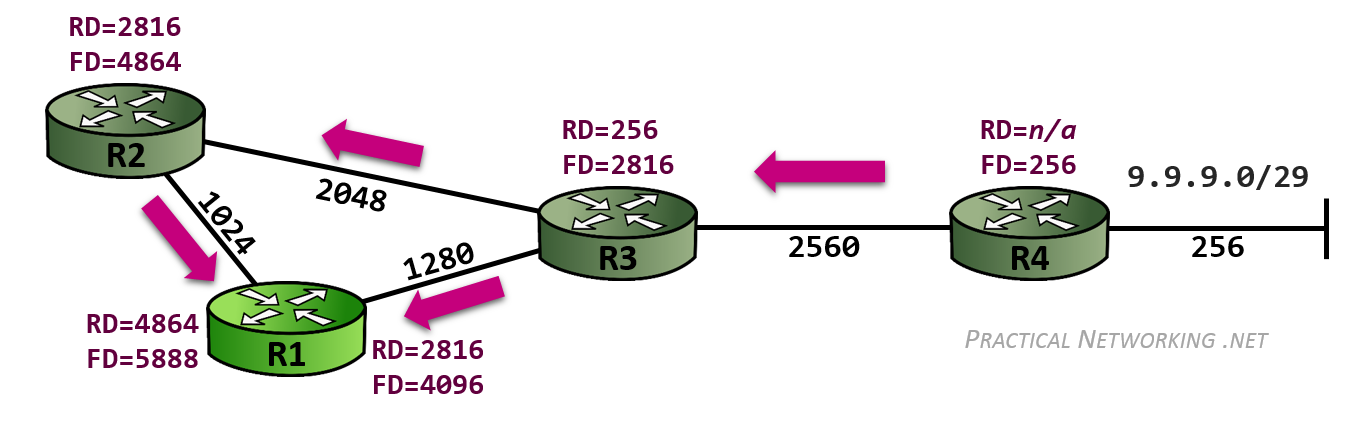 RD=2816
FD=4864
R2
2048
1024
RD=4864
FD=5888
R1
RD=2816
FD=4096
1280
RD=256
FD=2816
R3
2560
RD=n/a
FD=256
R4
9.9.9.0/29
256
PRACTICAL NETWORKING .NET